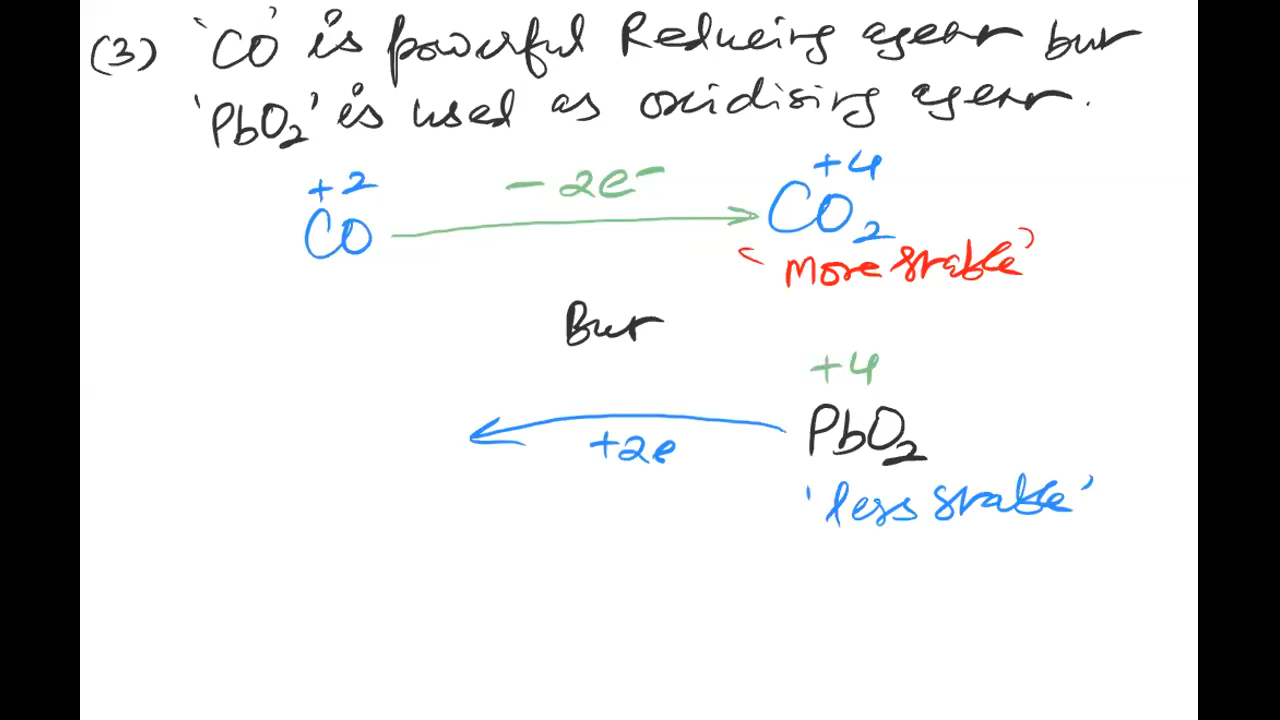 (3) 'CO' is powerful Reducing agent but
'PbO₂' is used as oxidising agent.
+2 - 2e⁻ +4
CO CO₂
'More stable'
But
+4
+2e PbO₂
'less stable'